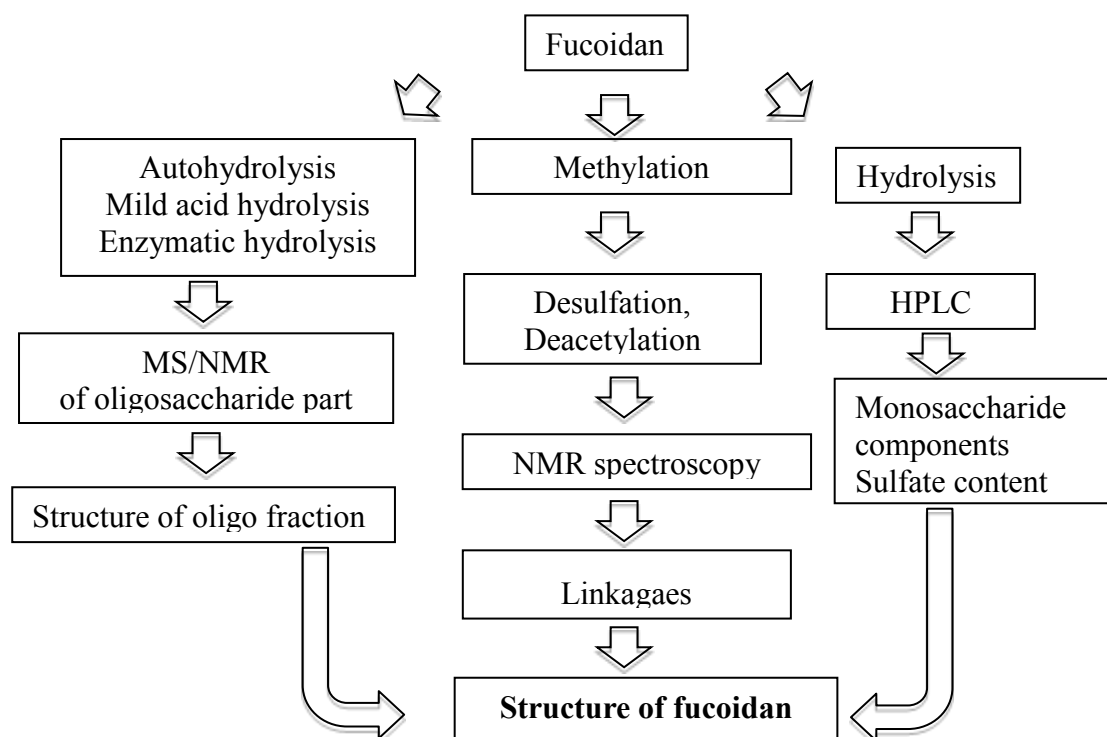 Fucoidan
Autohydrolysis
Mild acid hydrolysis
Enzymatic hydrolysis
Methylation
Hydrolysis
Desulfation,
Deacetylation
HPLC
MS/NMR
of oligosaccharide part
Monosaccharide
components
Sulfate content
NMR spectroscopy
Structure of oligo fraction
Linkagaes
Structure of fucoidan